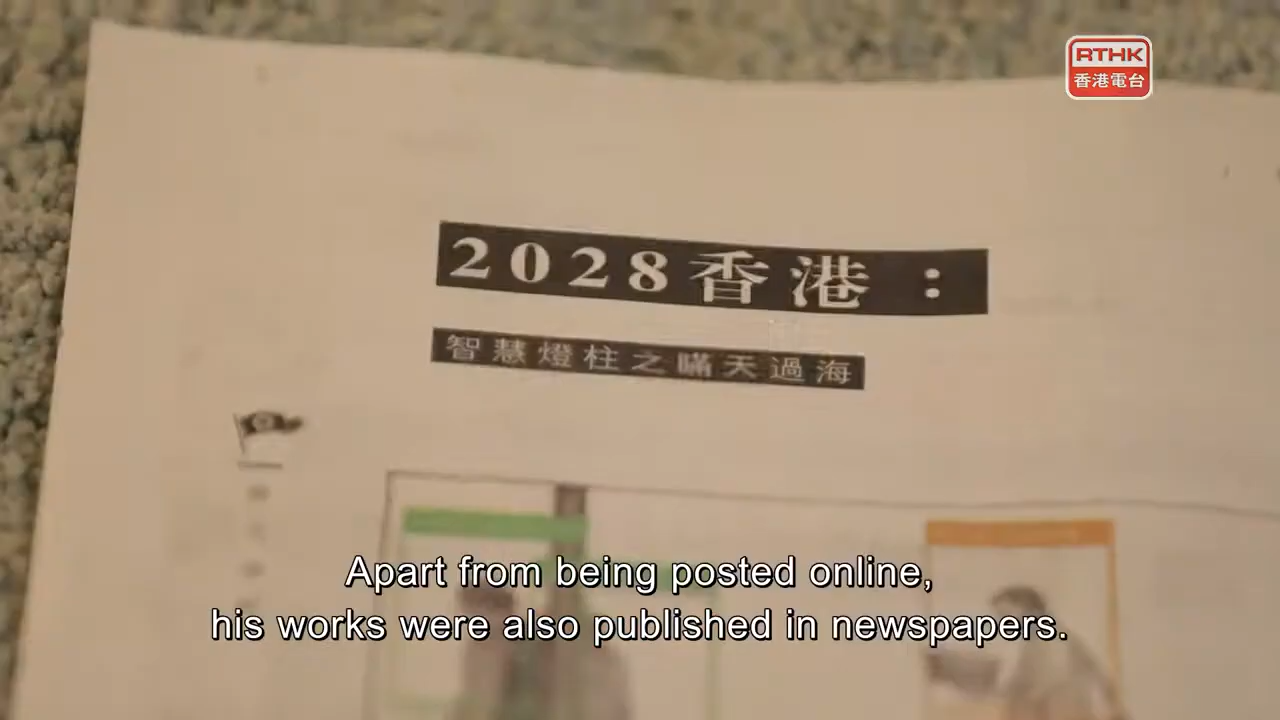 RTHK
香港電台
2028香港：
智慧燈柱之瞞天過海
Apart from being posted online,
his works were also published in newspapers.